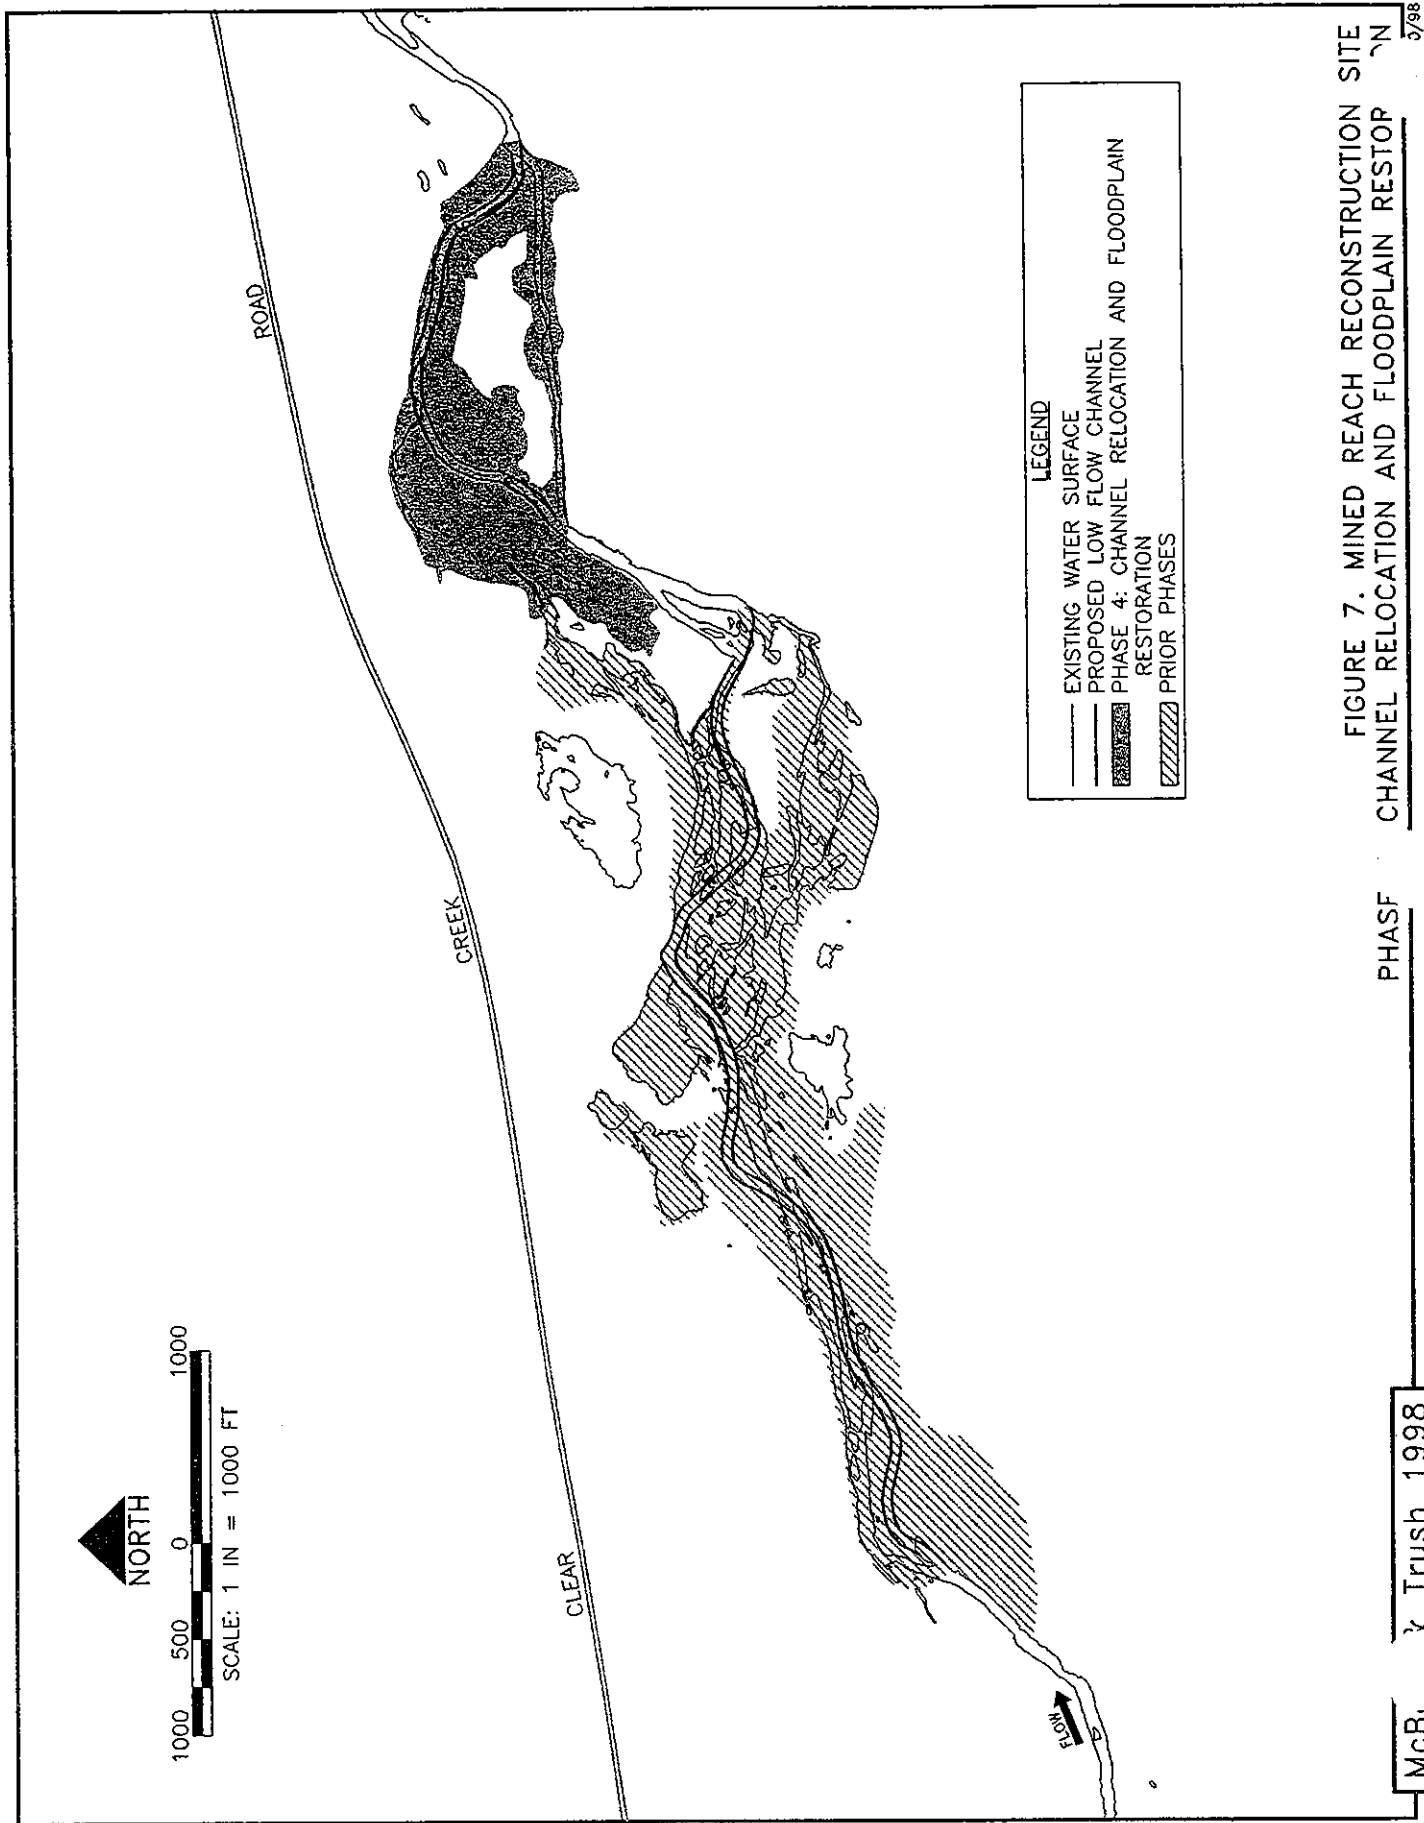 NORTH
1000 500 0 1000
SCALE: 1 IN = 1000 FT
CLEAR CREEK ROAD
FLOW
LEGEND
EXISTING WATER SURFACE
PROPOSED LOW FLOW CHANNEL
PHASE 4: CHANNEL RELOCATION AND FLOODPLAIN
RESTORATION
PRIOR PHASES
FIGURE 7. MINED REACH RECONSTRUCTION SITE
CHANNEL RELOCATION AND FLOODPLAIN
Trush 1998